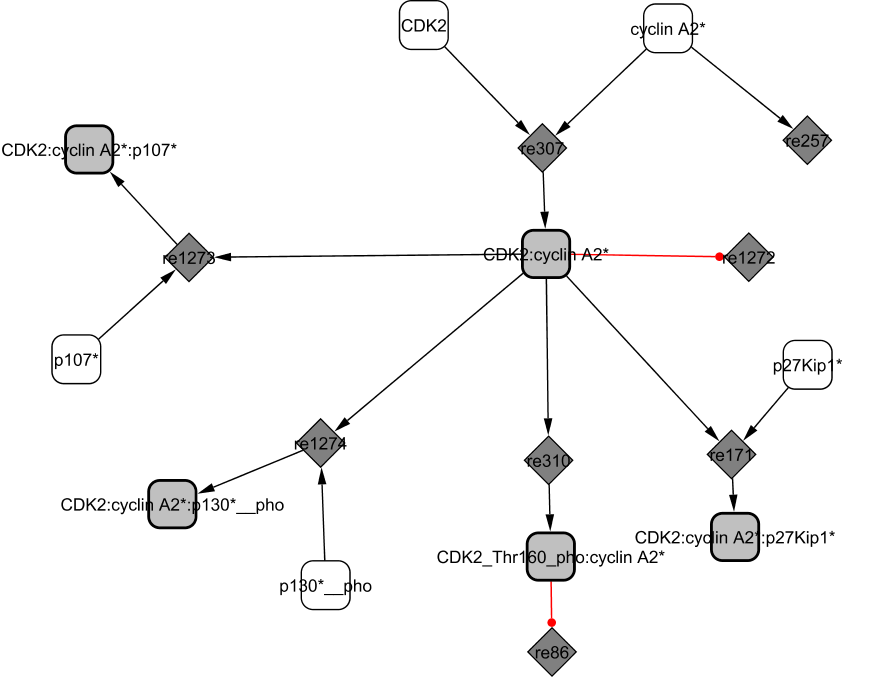 CDK2
cyclin A2*
re307
re257
CDK2:cyclin A2*:p107*
re1273
CDK2:cyclin A2*
re1272
p107*
p27Kip1*
re1274
re310
re171
CDK2:cyclin A2*:p130*__pho
CDK2:cyclin A2*:p27Kip1*
CDK2_Thr160_pho:cyclin A2*
p130*__pho
re86